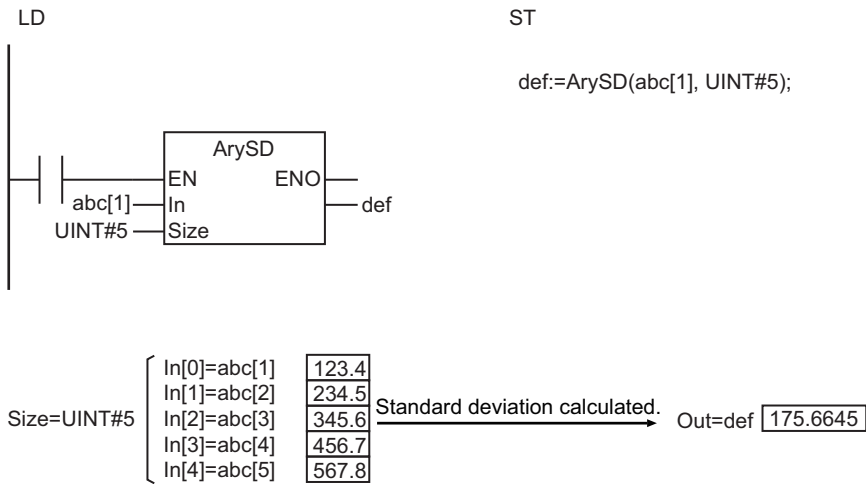 LD
ST
def:=ArySD(abc[1], UINT#5);
ArySD
EN ENO
abc[1] In def
UINT#5 Size
Size=UINT#5
In[0]=abc[1] 123.4
In[1]=abc[2] 234.5
In[2]=abc[3] 345.6
In[3]=abc[4] 456.7
In[4]=abc[5] 567.8
Standard deviation calculated.
Out=def 175.6645